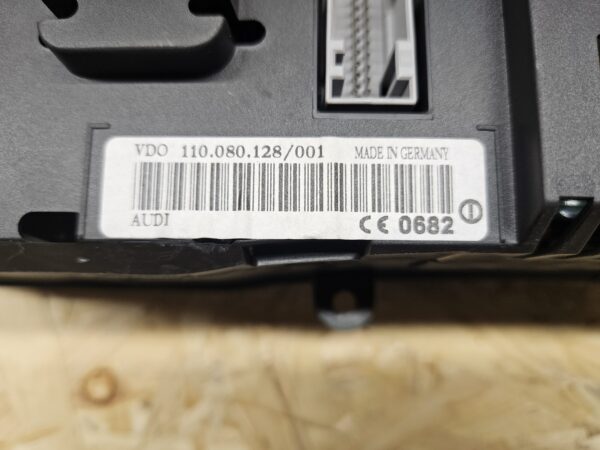 VDO 110.080.128/001 MADE IN GERMANY
AUDI CE 0682